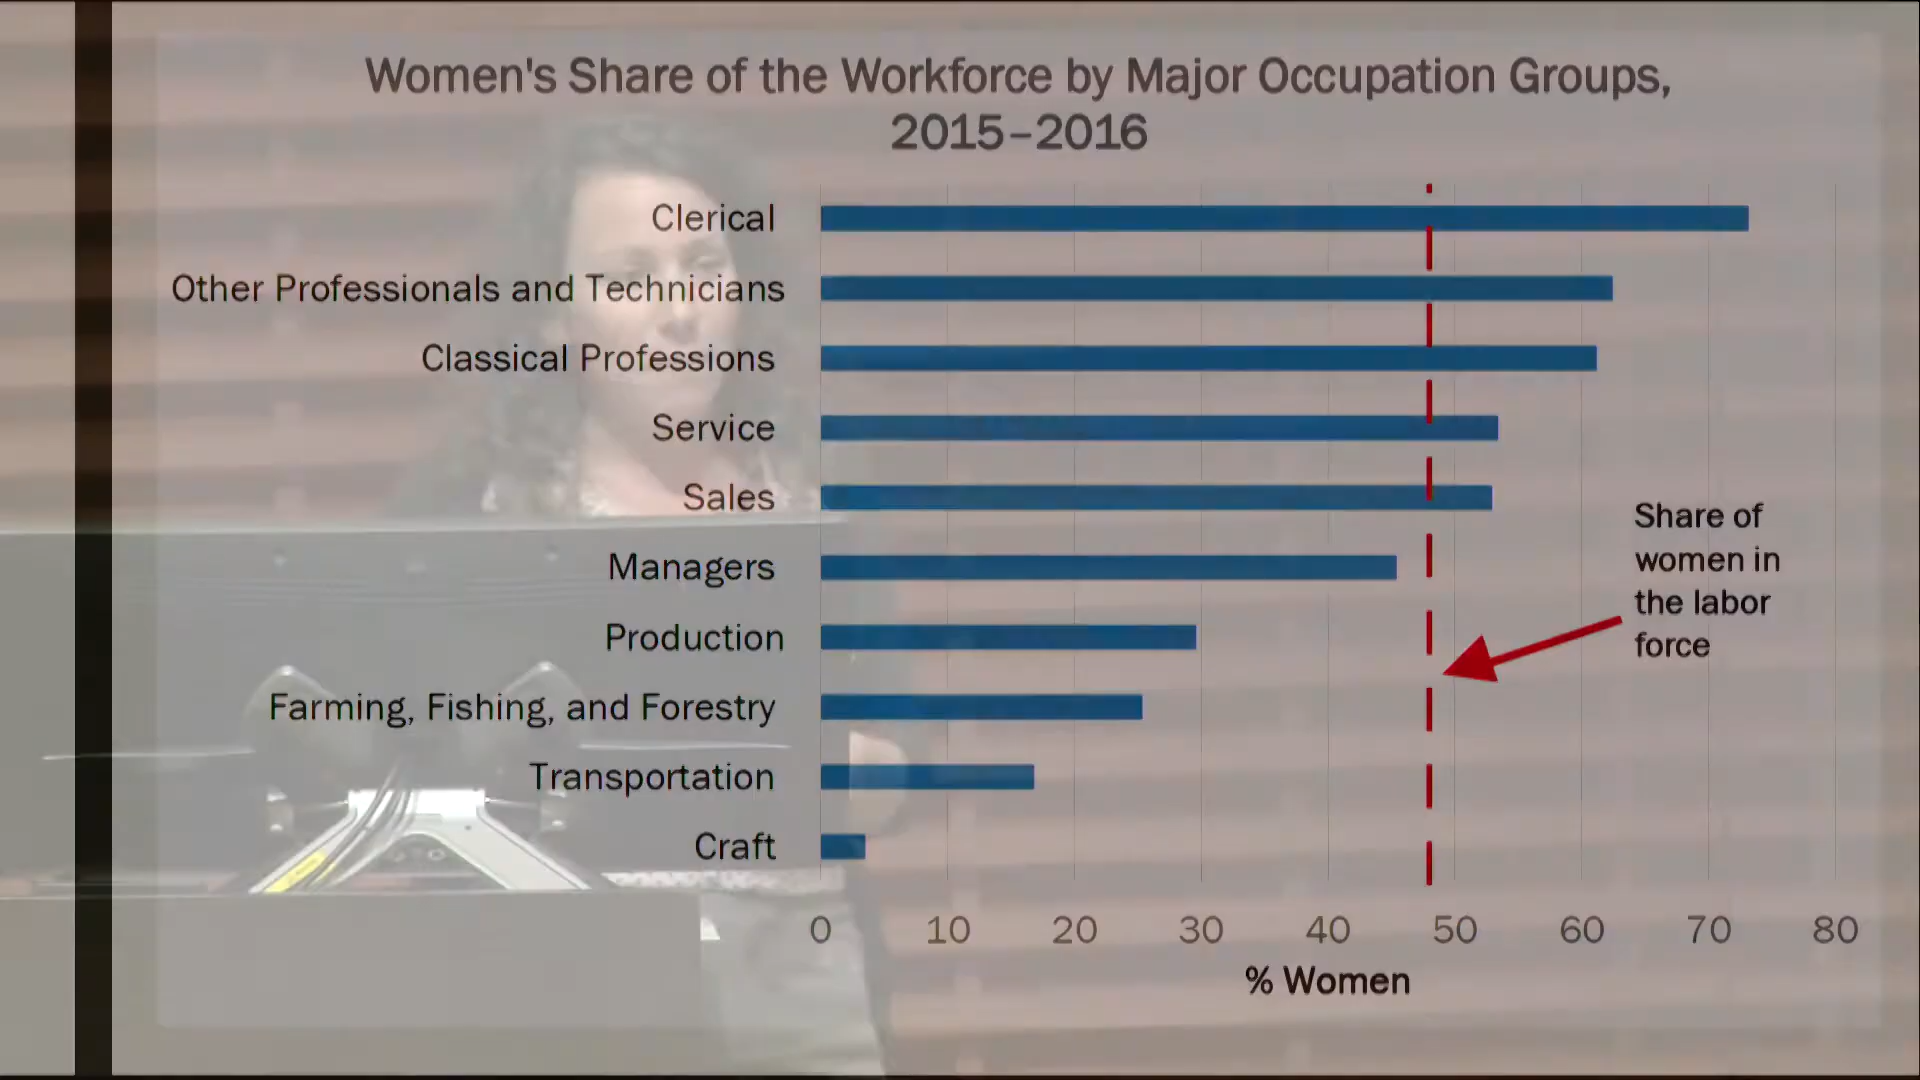 Women's Share of the Workforce by Major Occupation Groups,
2015–2016
Clerical
Other Professionals and Technicians
Classical Professions
Service
Sales
Managers
Production
Farming, Fishing, and Forestry
Transportation
Craft
Share of
women in
the labor
force
0 10 20 30 40 50 60 70 80
% Women